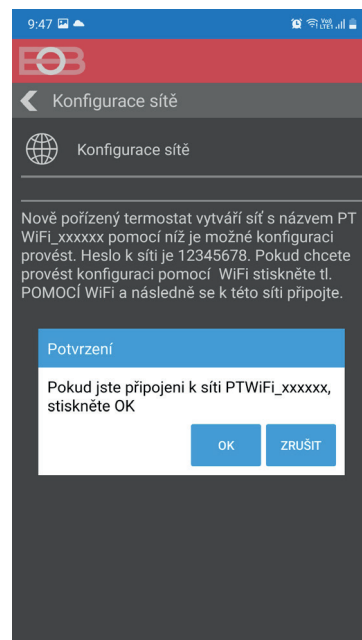 9:47
EOB
Konfigurace sítě
Konfigurace sítě
Nově pořízený termostat vytváří síť s názvem PT
WiFi_xxxxxx pomocí níž je možné konfiguraci
provést. Heslo k síti je 12345678. Pokud chcete
provést konfiguraci pomocí  WiFi stiskněte tl.
POMOCÍ WiFi a následně se k této síti připojte.
Potvrzení
Pokud jste připojeni k síti PTWiFi_xxxxxx,
stiskněte OK
OK ZRUŠIT